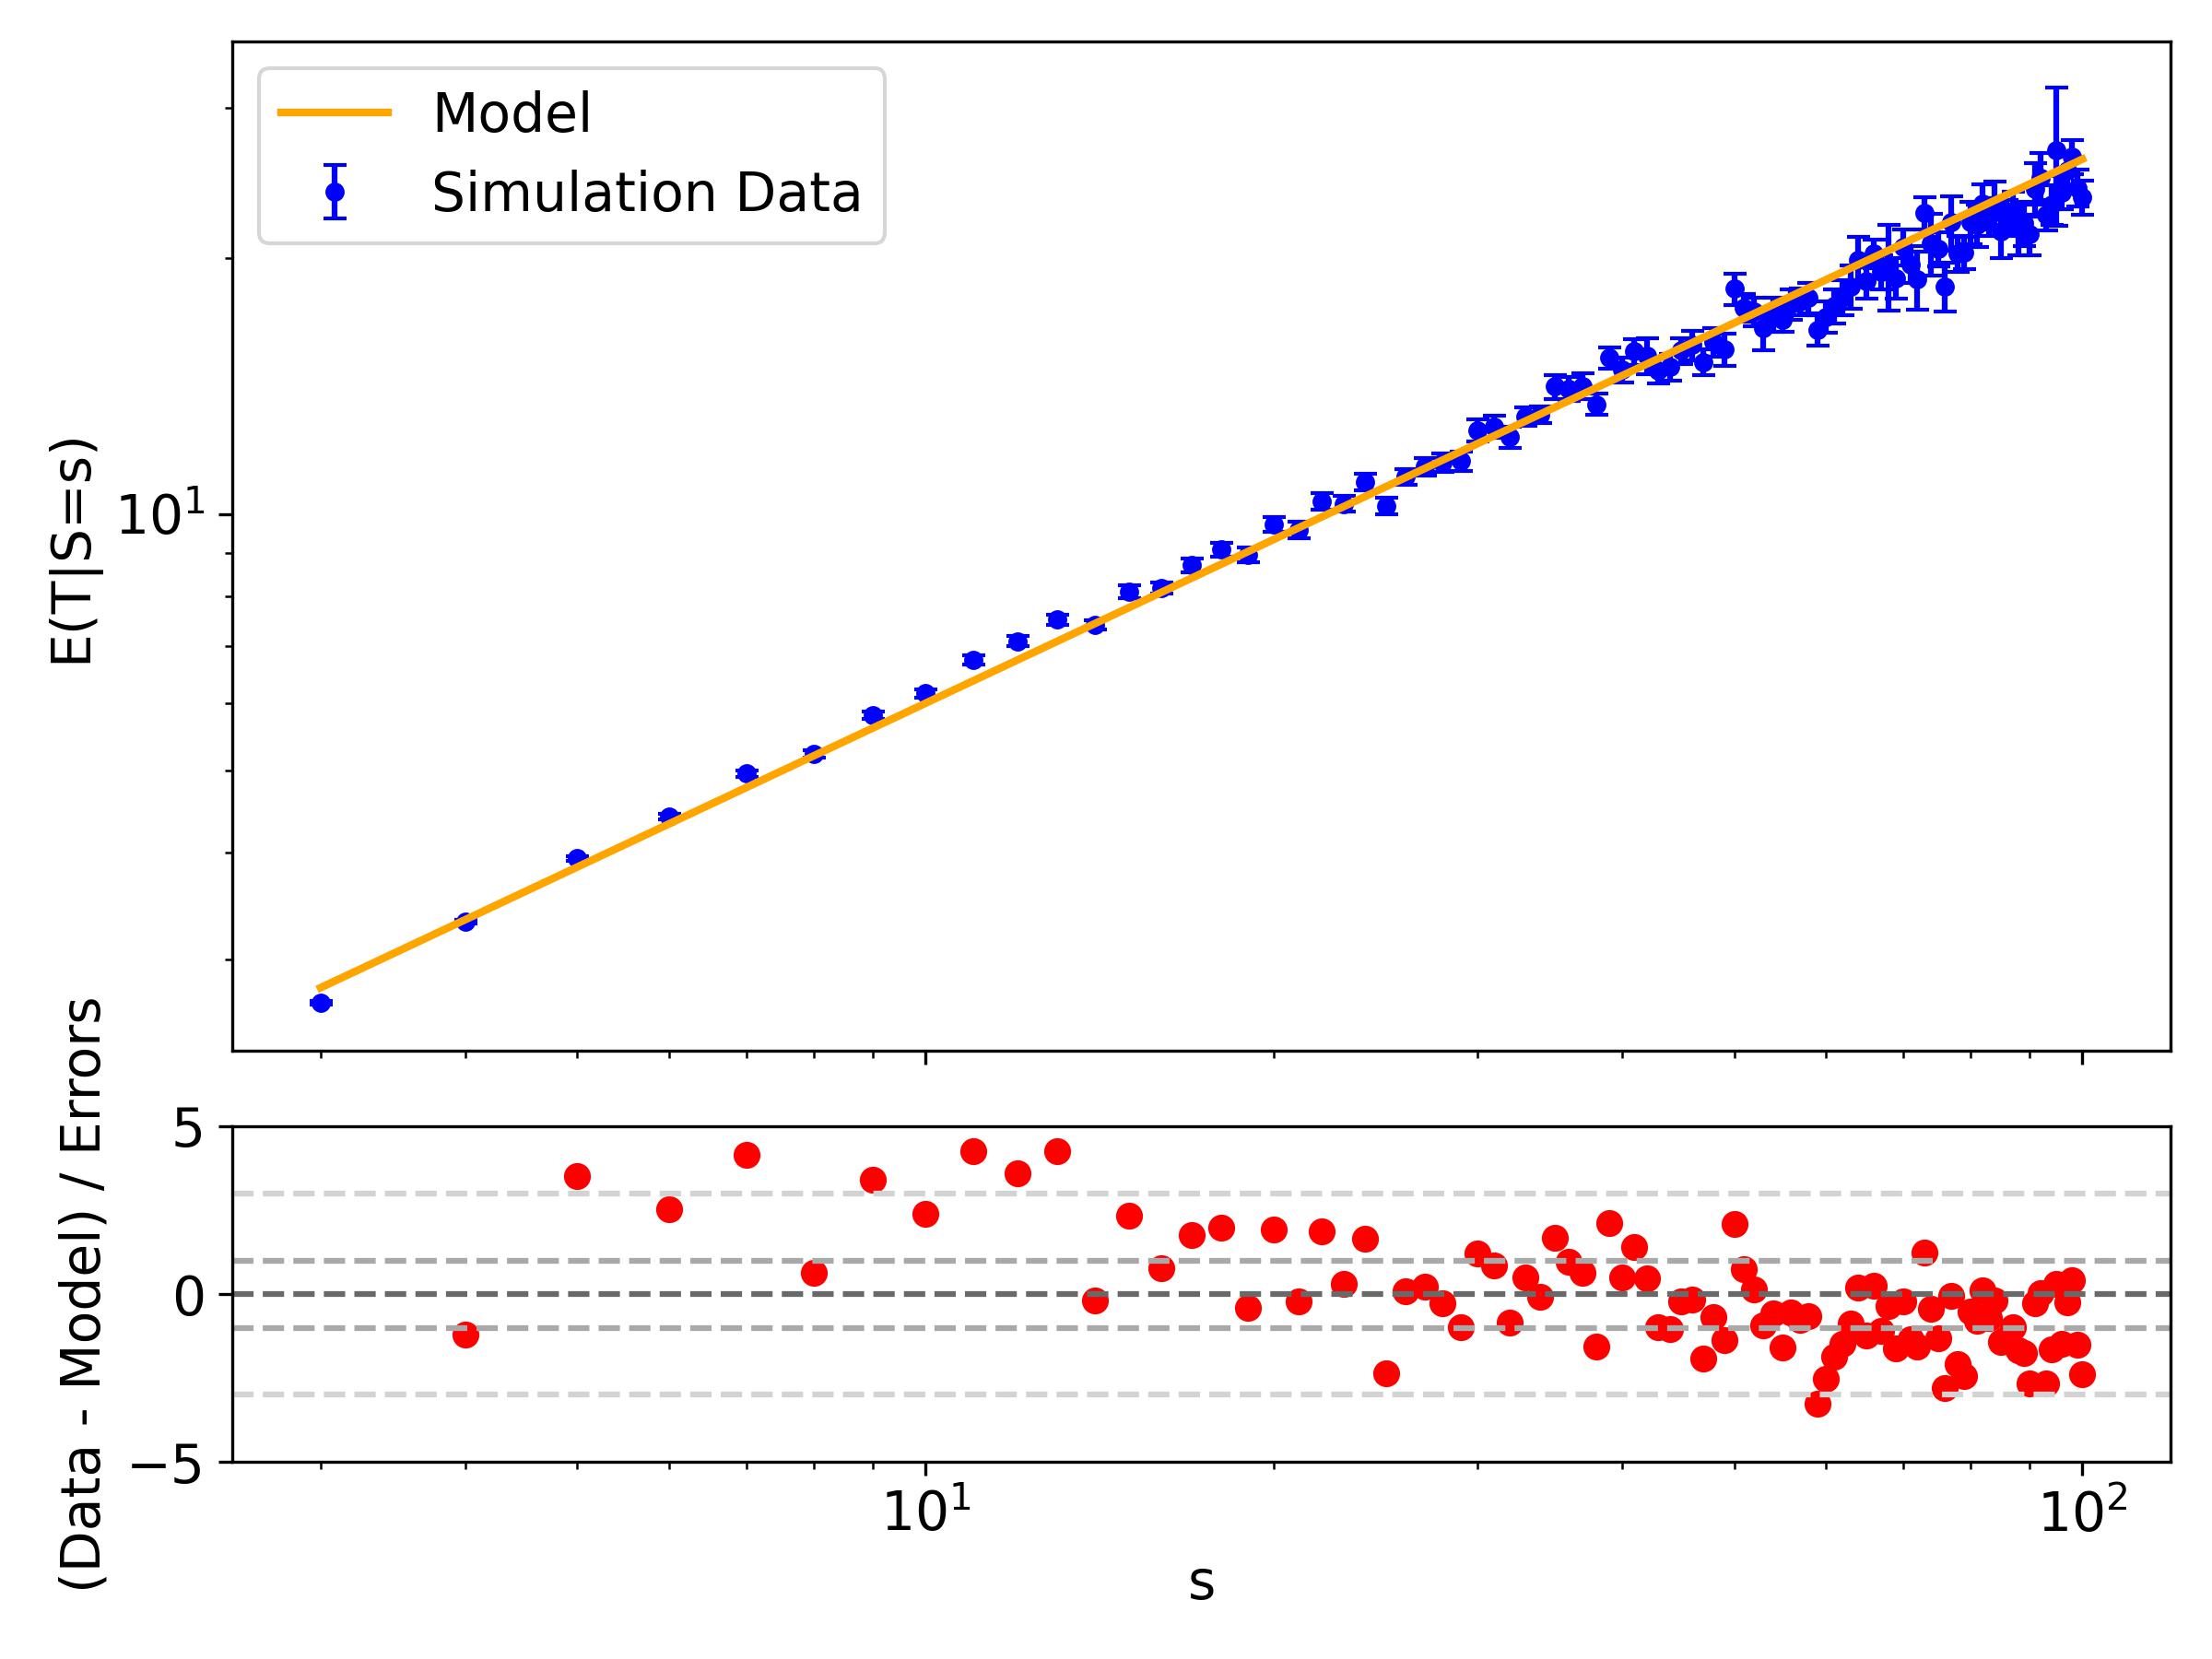 Model
Simulation Data
E(T|S=s)
10¹
(Data - Model) / Errors
5
0
−5
10¹
10²
s